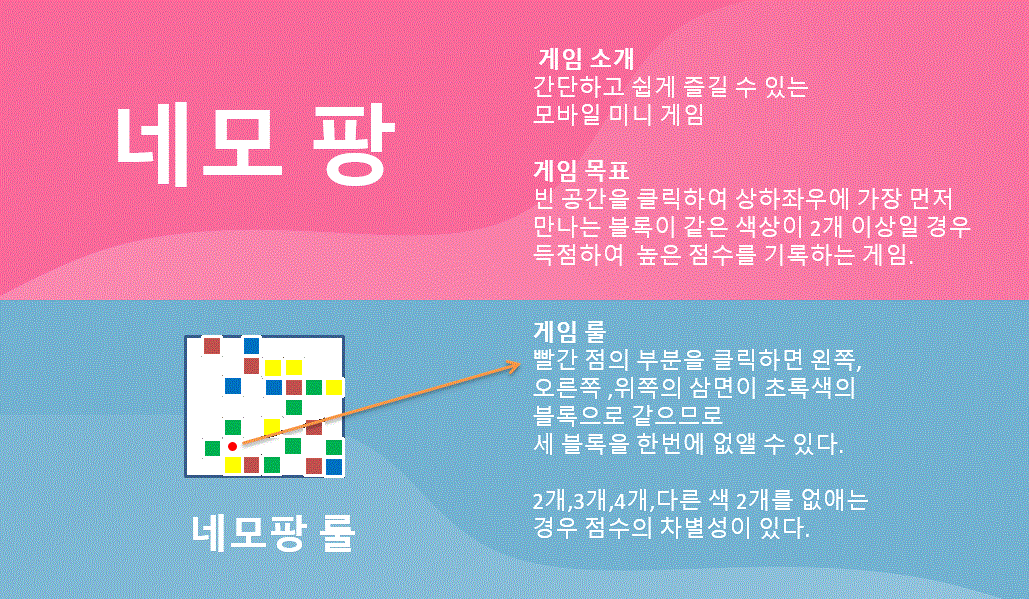 네모 팡
게임 소개
간단하고 쉽게 즐길 수 있는
모바일 미니 게임
게임 목표
빈 공간을 클릭하여 상하좌우에 가장 먼저
만나는 블록이 같은 색상이 2개 이상일 경우
득점하여 높은 점수를 기록하는 게임.
게임 룰
빨간 점의 부분을 클릭하면 왼쪽,
오른쪽 ,위쪽의 삼면이 초록색의
블록으로 같으므로
세 블록을 한번에 없앨 수 있다.
2개,3개,4개,다른 색 2개를 없애는
경우 점수의 차별성이 있다.
네모팡 룰